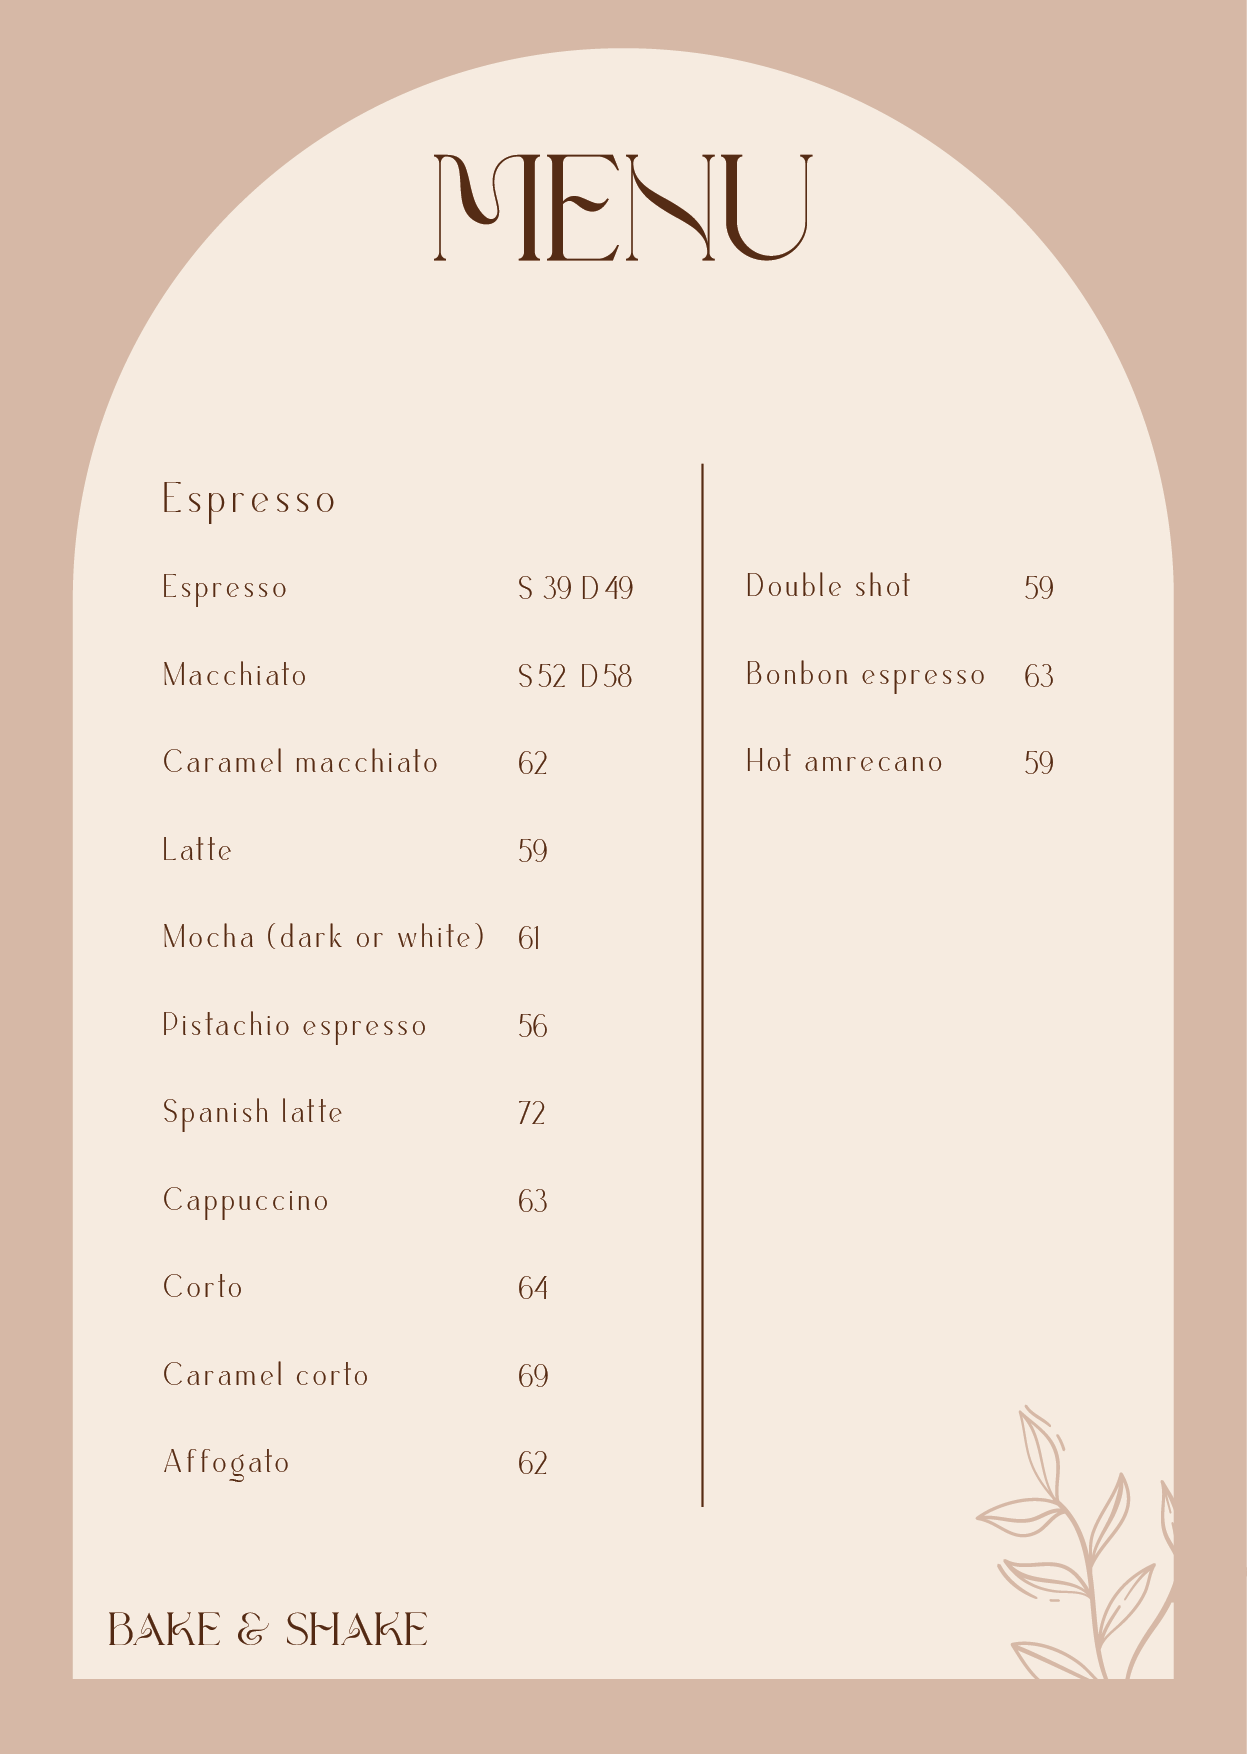 MENU
Espresso
Espresso S 39 D 49
Macchiato S 52 D 58
Caramel macchiato 62
Latte 59
Mocha (dark or white) 61
Pistachio espresso 56
Spanish latte 72
Cappuccino 63
Corto 64
Caramel corto 69
Affogato 62
Double shot 59
Bonbon espresso 63
Hot amrecano 59
BAKE & SHAKE